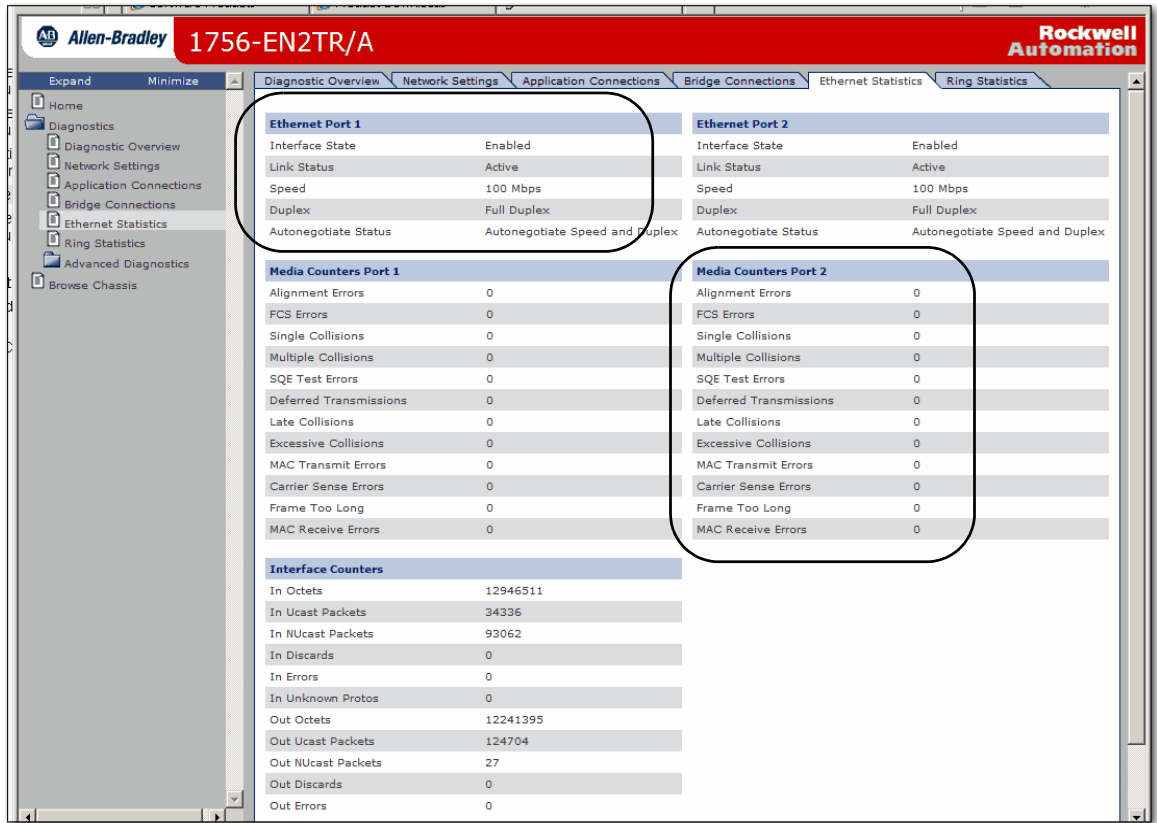 Allen-Bradley
1756-EN2TR/A
Rockwell
Automation
Expand Minimize
Home
Diagnostics
Diagnostic Overview
Network Settings
Application Connections
Bridge Connections
Ethernet Statistics
Ring Statistics
Advanced Diagnostics
Browse Chassis
Diagnostic Overview Network Settings Application Connections Bridge Connections Ethernet Statistics Ring Statistics
Ethernet Port 1
Interface State Enabled
Link Status Active
Speed 100 Mbps
Duplex Full Duplex
Autonegotiate Status Autonegotiate Speed and Duplex
Ethernet Port 2
Interface State Enabled
Link Status Active
Speed 100 Mbps
Duplex Full Duplex
Autonegotiate Status Autonegotiate Speed and Duplex
Media Counters Port 1
Alignment Errors 0
FCS Errors 0
Single Collisions 0
Multiple Collisions 0
SQE Test Errors 0
Deferred Transmissions 0
Late Collisions 0
Excessive Collisions 0
MAC Transmit Errors 0
Carrier Sense Errors 0
Frame Too Long 0
MAC Receive Errors 0
Media Counters Port 2
Alignment Errors 0
FCS Errors 0
Single Collisions 0
Multiple Collisions 0
SQE Test Errors 0
Deferred Transmissions 0
Late Collisions 0
Excessive Collisions 0
MAC Transmit Errors 0
Carrier Sense Errors 0
Frame Too Long 0
MAC Receive Errors 0
Interface Counters
In Octets 12946511
In Ucast Packets 34336
In NUcast Packets 93062
In Discards 0
In Errors 0
In Unknown Protos 0
Out Octets 12241395
Out Ucast Packets 124704
Out NUcast Packets 27
Out Discards 0
Out Errors 0